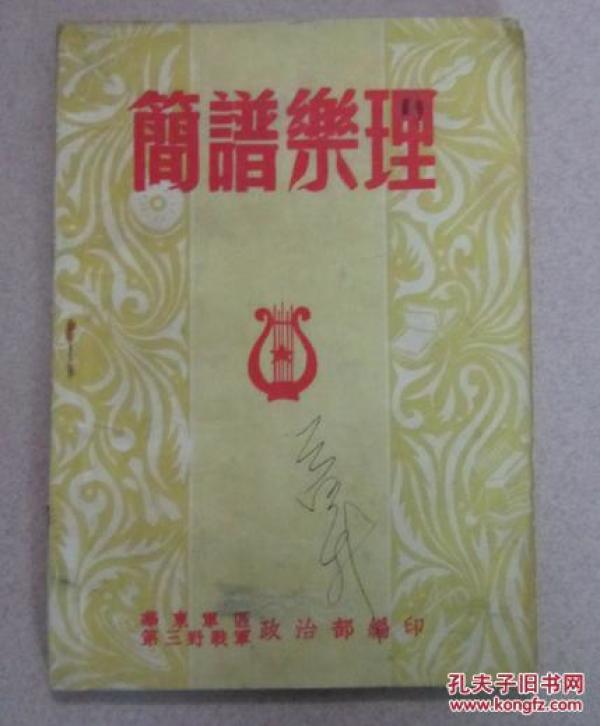 簡譜樂理
華東軍區
第三野戰軍 政治部編印
孔夫子旧书网
www.kongfz.com